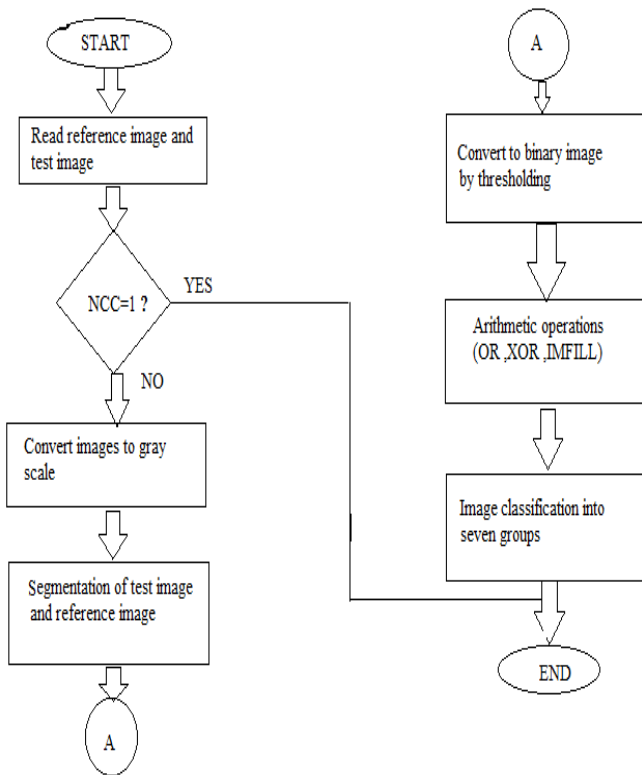 START
Read reference image and
test image
NCC=1 ?
YES
NO
Convert images to gray
scale
Segmentation of test image
and reference image
A
A
Convert to binary image
by thresholding
Arithmetic operations
(OR ,XOR ,IMFILL)
Image classification into
seven groups
END